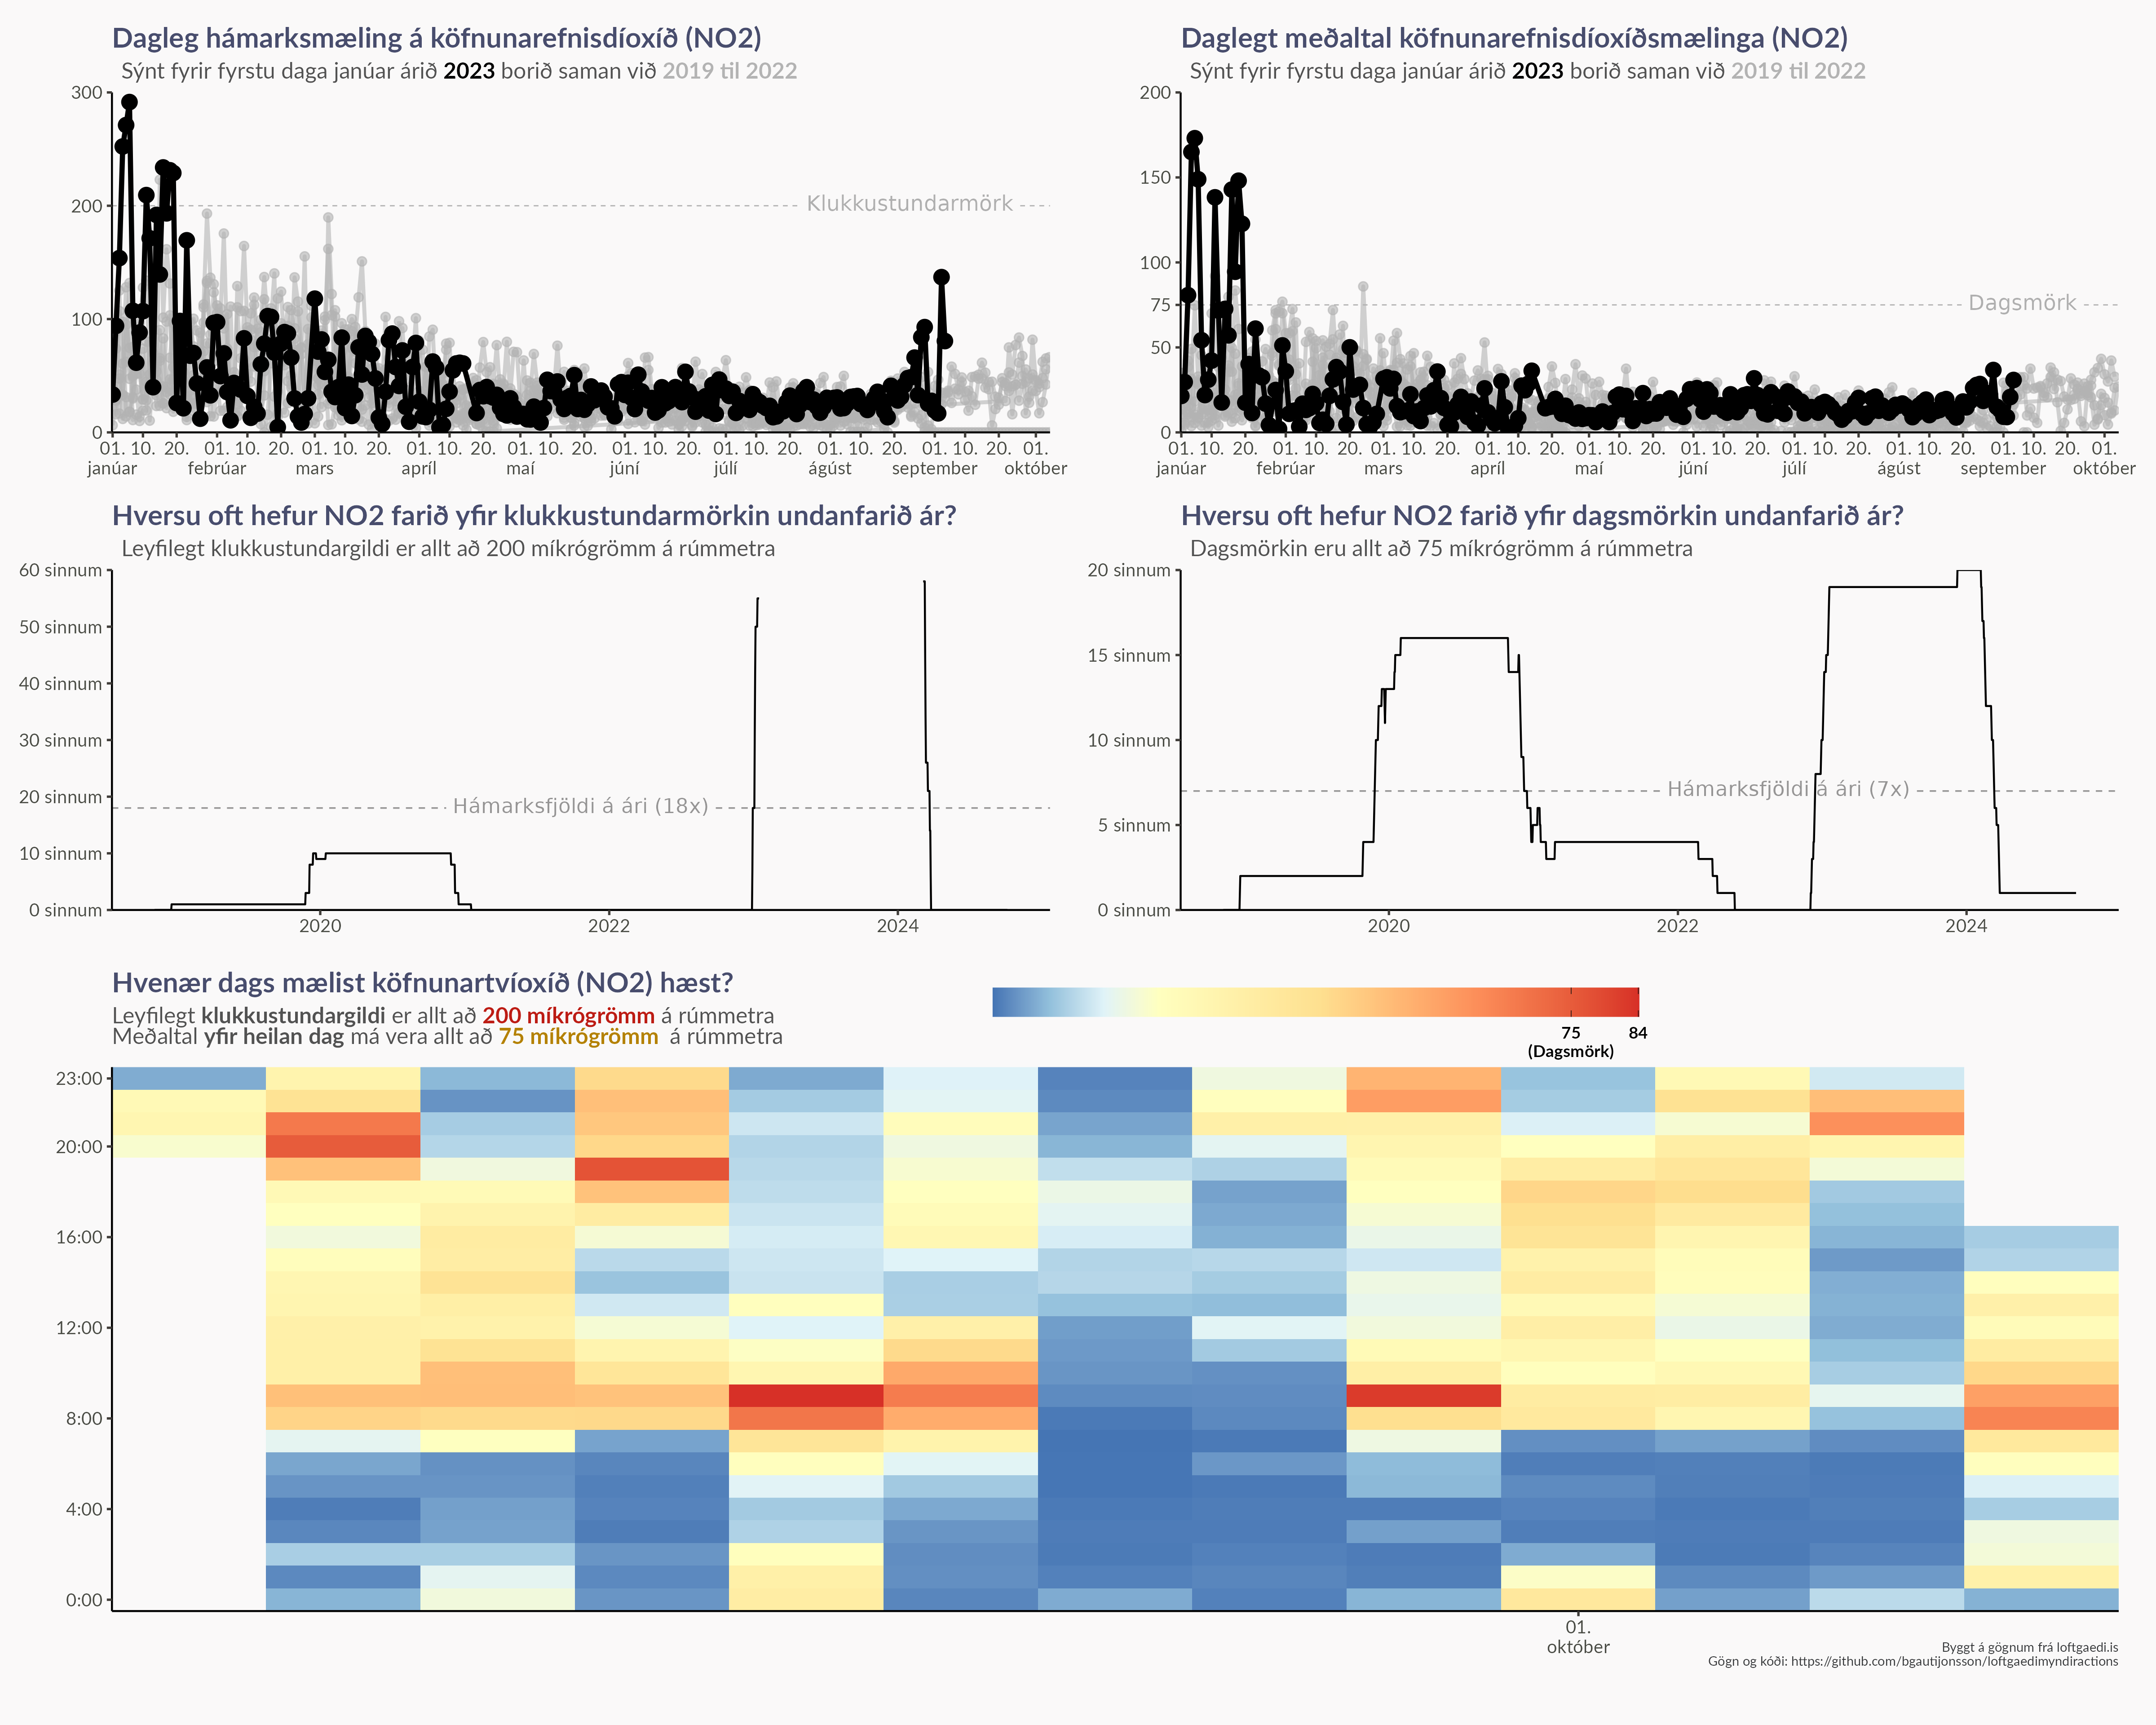 Dagleg hámarksmæling á köfnunarefnisdíoxíð (NO2)
Sýnt fyrir fyrstu daga janúar árið 2023 borið saman við 2019 til 2022
300
200
100
0
Klukkustundarmörk
01. 10. 20. 01. 10. 20. 01. 10. 20. 01. 10. 20. 01. 10. 20. 01. 10. 20. 01. 10. 20. 01. 10. 20. 01. 10. 20. 01.
janúar febrúar mars apríl maí júní júlí ágúst september október
Daglegt meðaltal köfnunarefnisdíoxíðsmælinga (NO2)
Sýnt fyrir fyrstu daga janúar árið 2023 borið saman við 2019 til 2022
200
150
100
75
50
0
Dagsmörk
01. 10. 20. 01. 10. 20. 01. 10. 20. 01. 10. 20. 01. 10. 20. 01. 10. 20. 01. 10. 20. 01. 10. 20. 01. 10. 20. 01.
janúar febrúar mars apríl maí júní júlí ágúst september október
Hversu oft hefur NO2 farið yfir klukkustundarmörkin undanfarið ár?
Leyfilegt klukkustundargildi er allt að 200 míkrógrömm á rúmmetra
60 sinnum
50 sinnum
40 sinnum
30 sinnum
20 sinnum
10 sinnum
0 sinnum
Hámarksfjöldi á ári (18x)
2020 2022 2024
Hversu oft hefur NO2 farið yfir dagsmörkin undanfarið ár?
Dagsmörkin eru allt að 75 míkrógrömm á rúmmetra
20 sinnum
15 sinnum
10 sinnum
5 sinnum
0 sinnum
Hámarksfjöldi á ári (7x)
2020 2022 2024
Hvenær dags mælist köfnunartvíoxíð (NO2) hæst?
Leyfilegt klukkustundargildi er allt að 200 míkrógrömm á rúmmetra
Meðaltal yfir heilan dag má vera allt að 75 míkrógrömm á rúmmetra
75 84
(Dagsmörk)
23:00
20:00
16:00
12:00
8:00
4:00
0:00
01.
október
Byggt á gögnum frá loftgaedi.is
Gögn og kóði: https://github.com/bgautijonsson/loftgaedimyndiractions